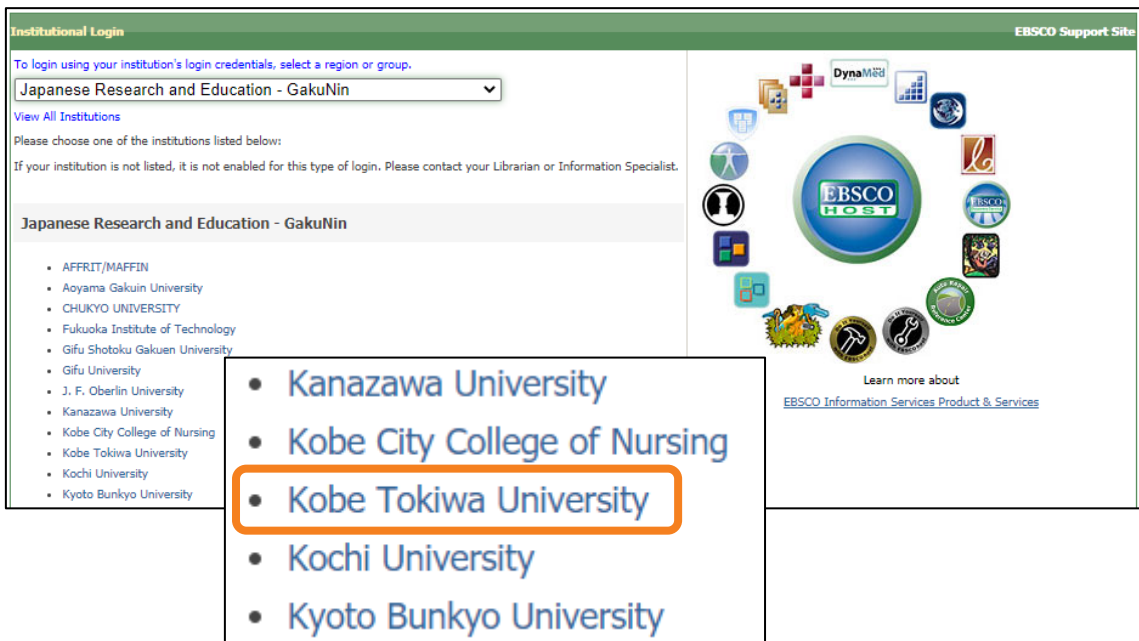 Institutional Login
EBSCO Support Site
To login using your institution's login credentials, select a region or group.
Japanese Research and Education - GakuNin
View All Institutions
Please choose one of the institutions listed below:
If your institution is not listed, it is not enabled for this type of login. Please contact your Librarian or Information Specialist.
Japanese Research and Education - GakuNin
• AFFRIT/MAFFIN
• Aoyama Gakuin University
• CHUKYO UNIVERSITY
• Fukuoka Institute of Technology
• Gifu Shotoku Gakuen University
• Gifu University
• J. F. Oberlin University
• Kanazawa University
• Kobe City College of Nursing
• Kobe Tokiwa University
• Kochi University
• Kyoto Bunkyo University
• Kanazawa University
• Kobe City College of Nursing
• Kobe Tokiwa University
• Kochi University
• Kyoto Bunkyo University
DynaMed
EBSCO
HOST
EBSCO
Auto Repair
Reference Center
Learn more about
EBSCO Information Services Product & Services